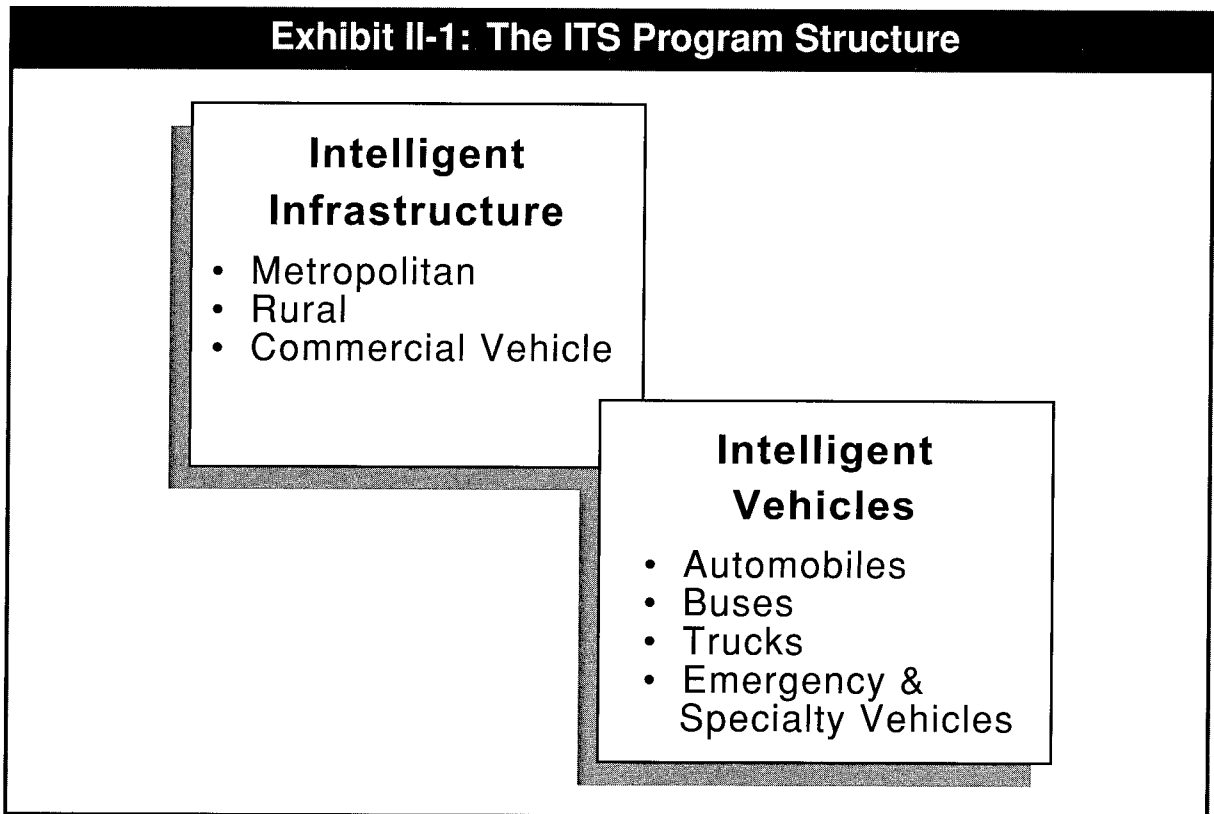 Exhibit II-1: The ITS Program Structure
Intelligent
Infrastructure
• Metropolitan
• Rural
• Commercial Vehicle
Intelligent
Vehicles
• Automobiles
• Buses
• Trucks
• Emergency &
Specialty Vehicles